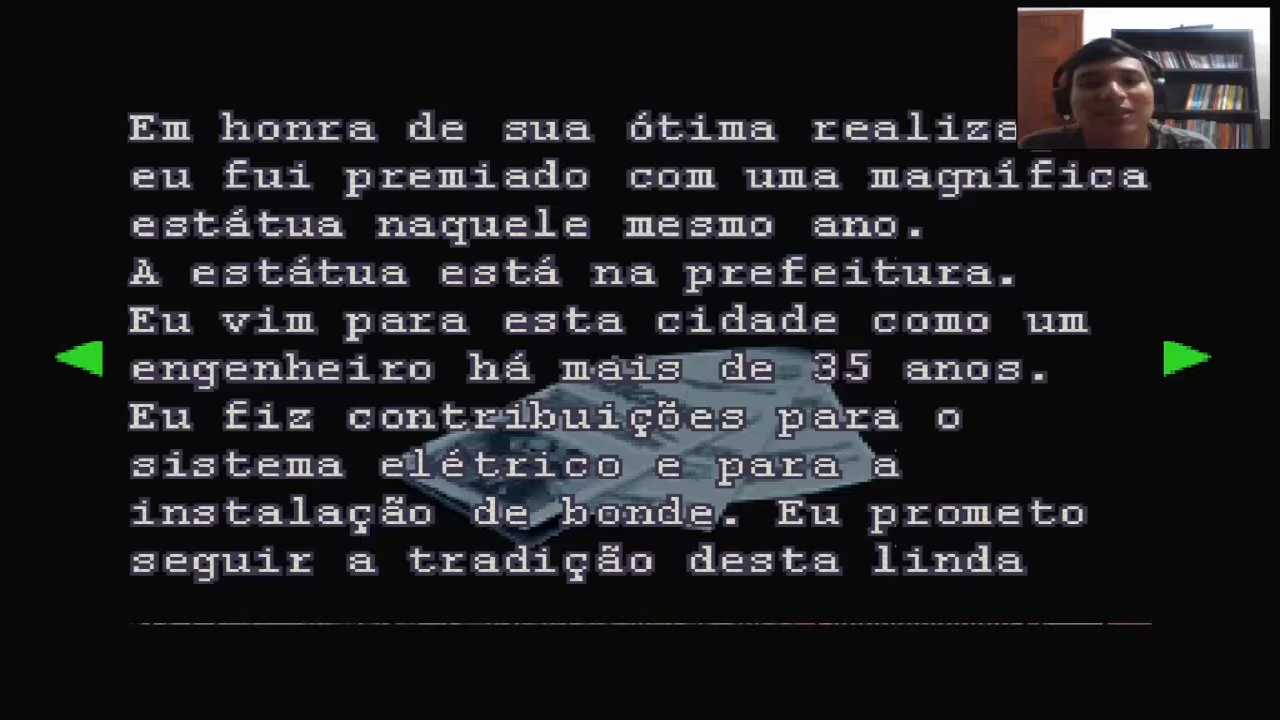 Em honra de sua ótima
eu fui premiado com uma magnífica
estátua naquele mesmo ano.
A estátua está na prefeitura.
Eu vim para esta cidade como um
engenheiro há mais de 35 anos.
Eu fiz contribuições para o
sistema elétrico e para a
instalação de bonde. Eu prometo
seguir a tradição desta linda